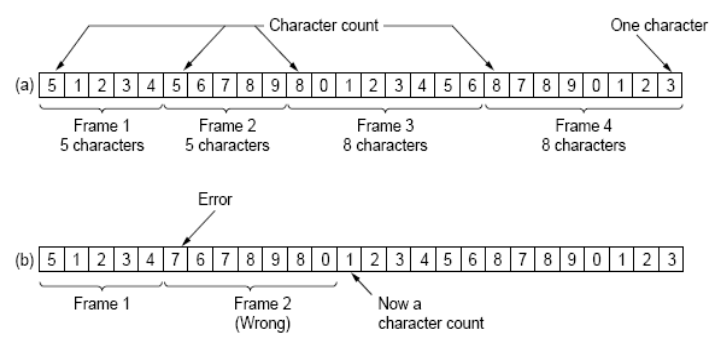 Character count One character
(a) 5 1 2 3 4 5 6 7 8 9 8 0 1 2 3 4 5 6 8 7 8 9 0 1 2 3
Frame 1 Frame 2 Frame 3 Frame 4
5 characters 5 characters 8 characters 8 characters
Error
(b) 5 1 2 3 4 7 6 7 8 9 8 0 1 2 3 4 5 6 8 7 8 9 0 1 2 3
Frame 1 Frame 2 Now a
(Wrong) character count